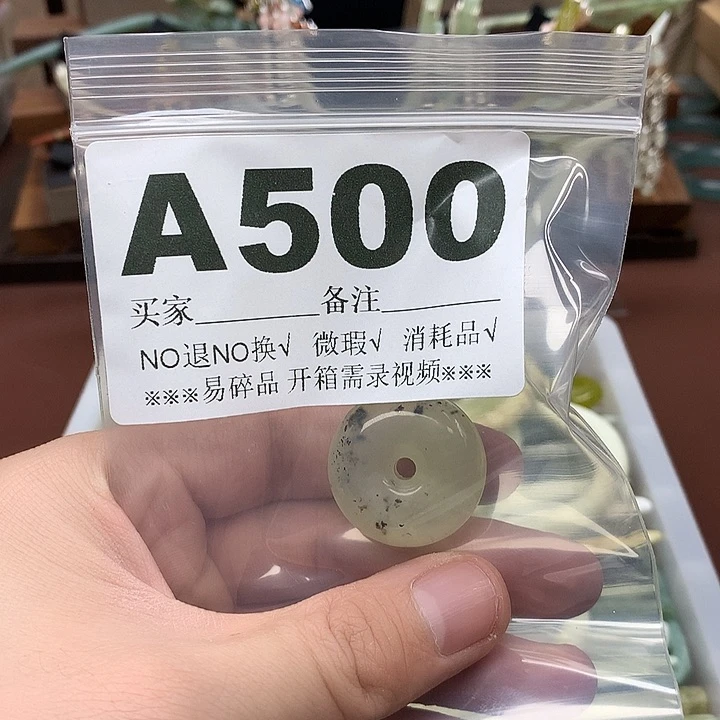 A500
买家________备注________
NO退NO换√ 微瑕√ 消耗品√
※※※易碎品 开箱需录视频※※※